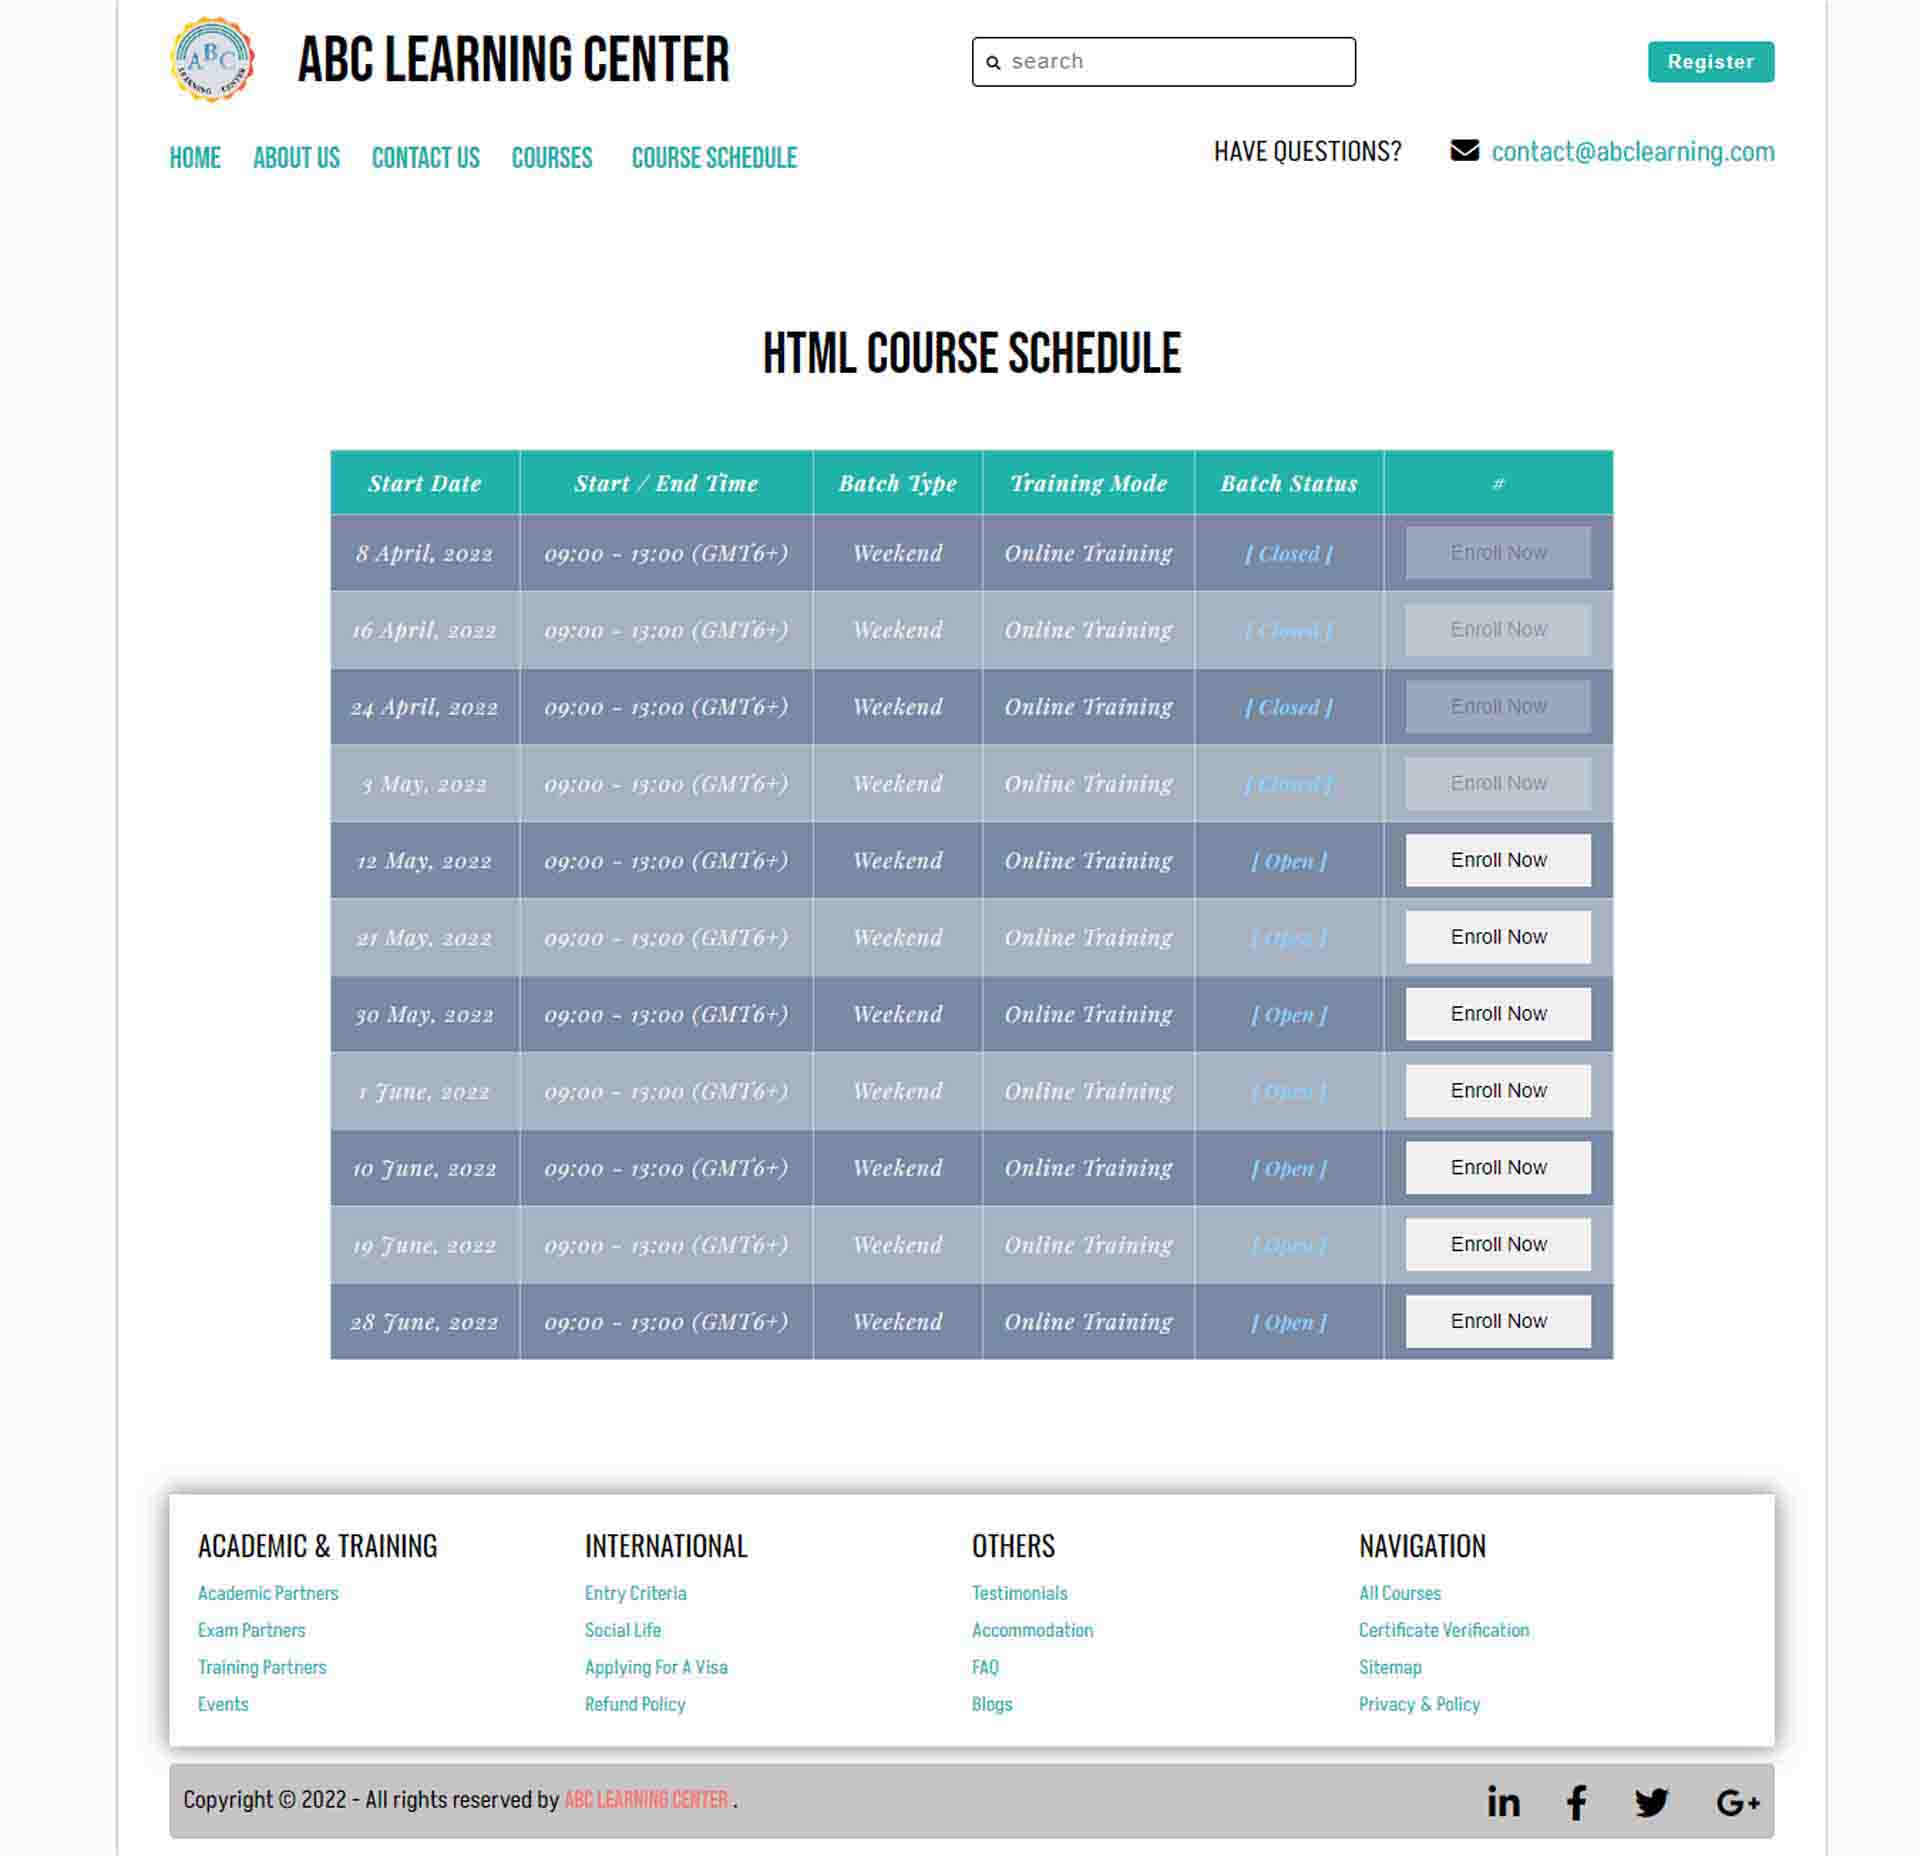 ABC LEARNING CENTER
ABC LEARNING CENTER
search
Register
HOME ABOUT US CONTACT US COURSES COURSE SCHEDULE
HAVE QUESTIONS? contact@abclearning.com
HTML COURSE SCHEDULE
Start Date Start / End Time Batch Type Training Mode Batch Status #
8 April, 2022 09:00 - 13:00 (GMT6+) Weekend Online Training [ Closed ] Enroll Now
16 April, 2022 09:00 - 13:00 (GMT6+) Weekend Online Training [ Closed ] Enroll Now
24 April, 2022 09:00 - 13:00 (GMT6+) Weekend Online Training [ Closed ] Enroll Now
3 May, 2022 09:00 - 13:00 (GMT6+) Weekend Online Training [ Closed ] Enroll Now
12 May, 2022 09:00 - 13:00 (GMT6+) Weekend Online Training [ Open ] Enroll Now
21 May, 2022 09:00 - 13:00 (GMT6+) Weekend Online Training [ Open ] Enroll Now
30 May, 2022 09:00 - 13:00 (GMT6+) Weekend Online Training [ Open ] Enroll Now
1 June, 2022 09:00 - 13:00 (GMT6+) Weekend Online Training [ Open ] Enroll Now
10 June, 2022 09:00 - 13:00 (GMT6+) Weekend Online Training [ Open ] Enroll Now
19 June, 2022 09:00 - 13:00 (GMT6+) Weekend Online Training [ Open ] Enroll Now
28 June, 2022 09:00 - 13:00 (GMT6+) Weekend Online Training [ Open ] Enroll Now
ACADEMIC & TRAINING
Academic Partners
Exam Partners
Training Partners
Events
INTERNATIONAL
Entry Criteria
Social Life
Applying For A Visa
Refund Policy
OTHERS
Testimonials
Accommodation
FAQ
Blogs
NAVIGATION
All Courses
Certificate Verification
Sitemap
Privacy & Policy
Copyright © 2022 - All rights reserved by ABC LEARNING CENTER .
in f G+